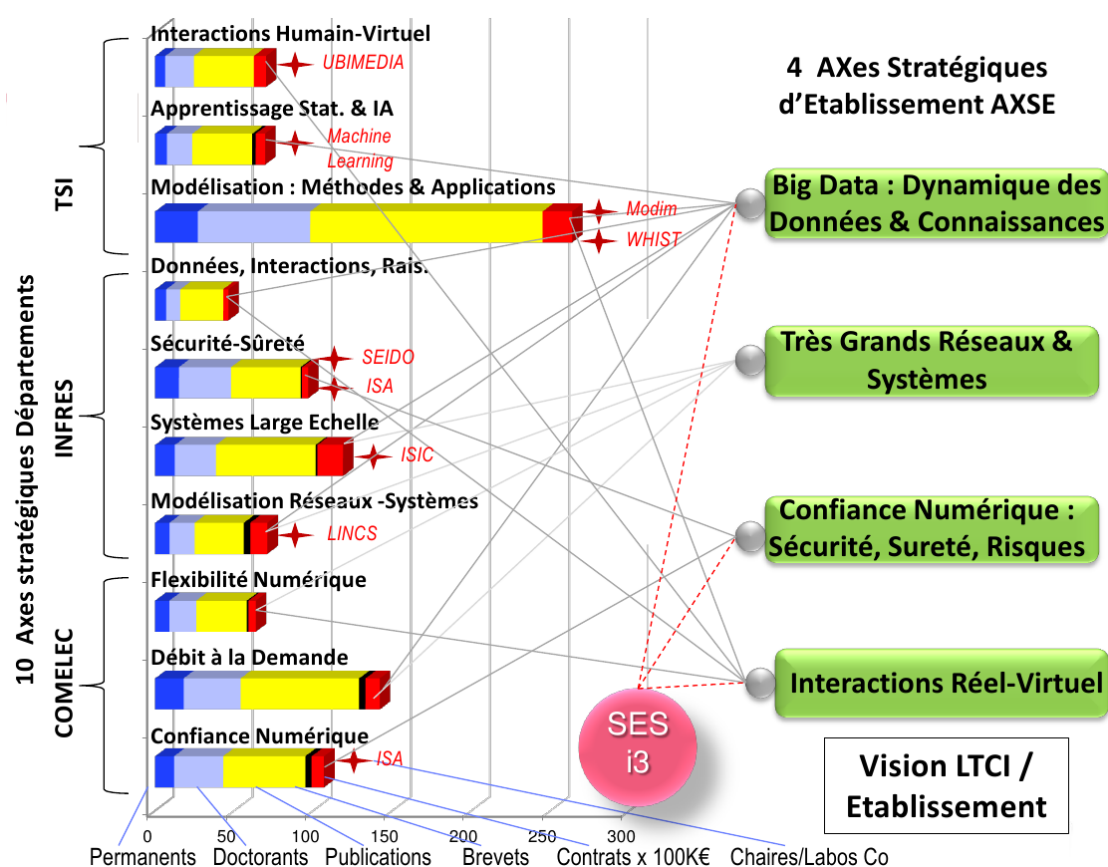 Interactions Humain-Virtuel
UBIMEDIA
Apprentissage Stat. & IA
Machine
Learning
Modélisation : Méthodes & Applications
Modim
WHIST
Données, Interactions, Rais.
Sécurité-Sûreté
SEIDO
ISA
Systèmes Large Echelle
ISIC
Modélisation Réseaux -Systèmes
LINCS
Flexibilité Numérique
Débit à la Demande
Confiance Numérique
ISA
10 Axes stratégiques Départements
TSI
INFRES
COMELEC
0 50 100 150 200 250 300
Permanents Doctorants Publications Brevets Contrats x 100K€ Chaires/Labos Co
4 AXes Stratégiques
d'Etablissement AXSE
Big Data : Dynamique des
Données & Connaissances
Très Grands Réseaux &
Systèmes
Confiance Numérique :
Sécurité, Sureté, Risques
Interactions Réel-Virtuel
SES
i3
Vision LTCI /
Etablissement